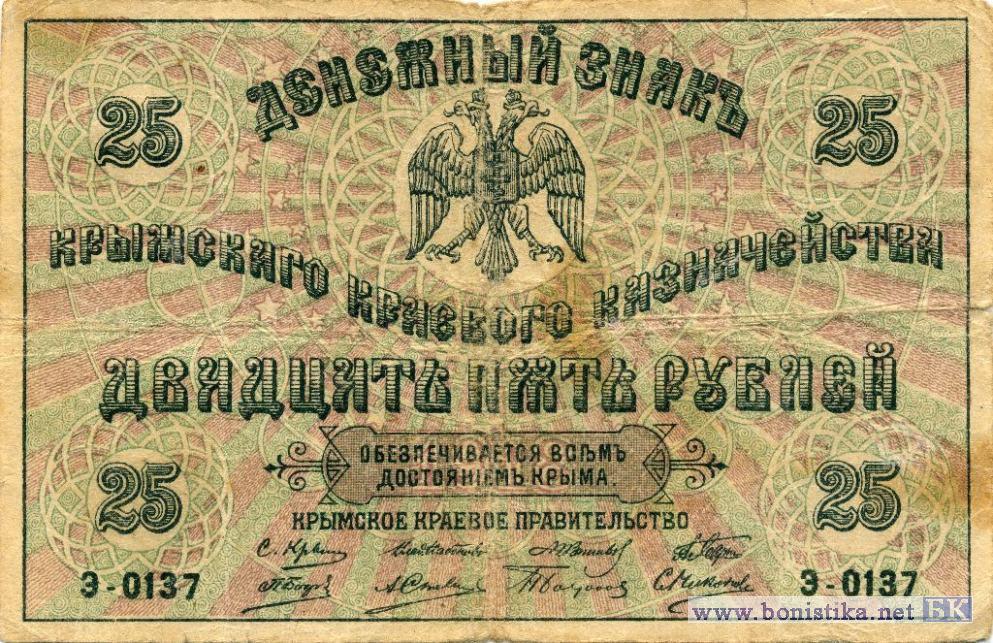 ДЕНЕЖНЫЙ ЗНАКЪ
25 25
КРЫМСКАГО КРАЕВОГО КАЗНАЧЕЙСТВА
ДВАДЦАТЬ ПЯТЬ РУБЛЕЙ
ОБЕЗПЕЧИВАЕТСЯ ВСѢМЪ
ДОСТОЯНІЕМЪ КРЫМА.
25 25
КРЫМСКОЕ КРАЕВОЕ ПРАВИТЕЛЬСТВО
Э-0137 Э-0137
www.bonistika.net БК